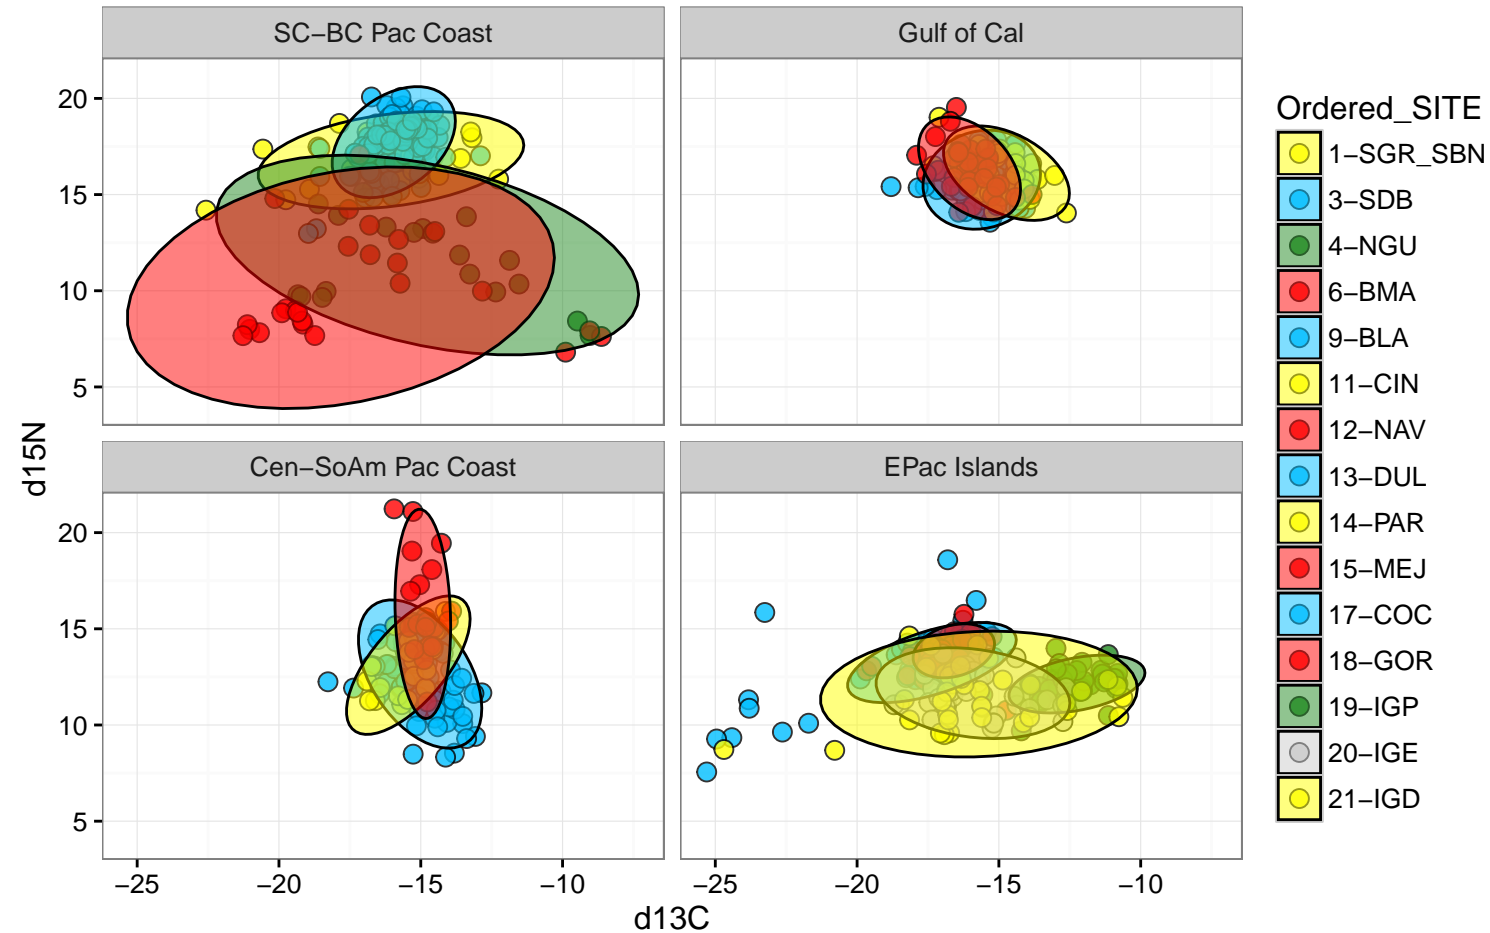 SC−BC Pac Coast
Gulf of Cal
20
15
10
5
Cen−SoAm Pac Coast
EPac Islands
20
15
10
5
−25 −20 −15 −10
−25 −20 −15 −10
d13C
d15N
Ordered_SITE
1−SGR_SBN
3−SDB
4−NGU
6−BMA
9−BLA
11−CIN
12−NAV
13−DUL
14−PAR
15−MEJ
17−COC
18−GOR
19−IGP
20−IGE
21−IGD